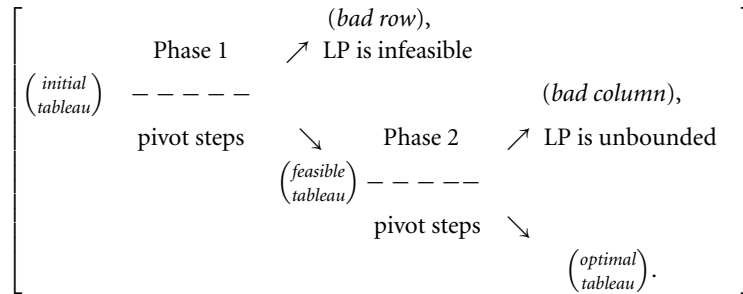 (bad row),
Phase 1 ↗ LP is infeasible
(initial tableau) – – – – – (bad column),
pivot steps ↘ Phase 2 ↗ LP is unbounded
(feasible tableau) – – – – –
pivot steps ↘
(optimal tableau).